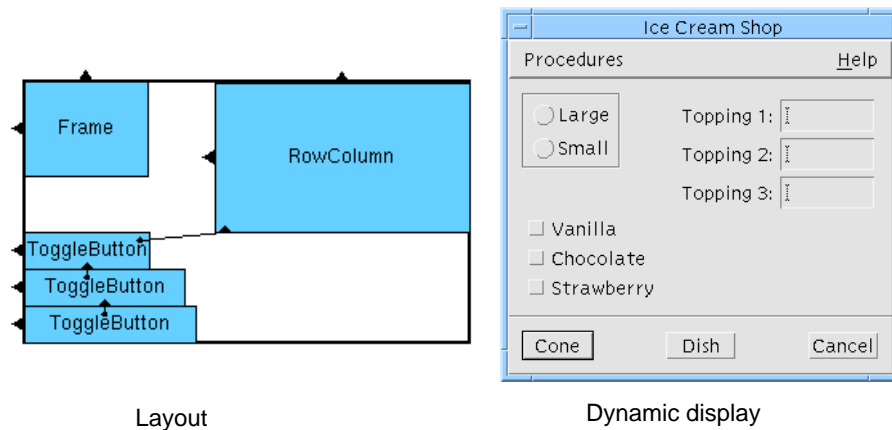 Frame
RowColumn
ToggleButton
ToggleButton
ToggleButton
Layout
Ice Cream Shop
Procedures Help
Large
Small
Topping 1:
Topping 2:
Topping 3:
Vanilla
Chocolate
Strawberry
Cone Dish Cancel
Dynamic display